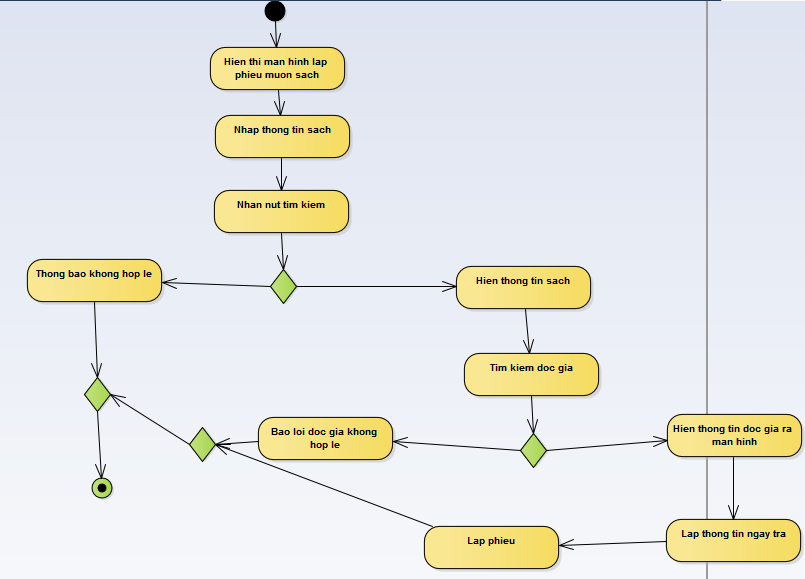 Hien thi man hinh lap
phieu muon sach
Nhap thong tin sach
Nhan nut tim kiem
Thong bao khong hop le
Hien thong tin sach
Tim kiem doc gia
Bao loi doc gia khong
hop le
Hien thong tin doc gia ra
man hinh
Lap phieu
Lap thong tin ngay tra